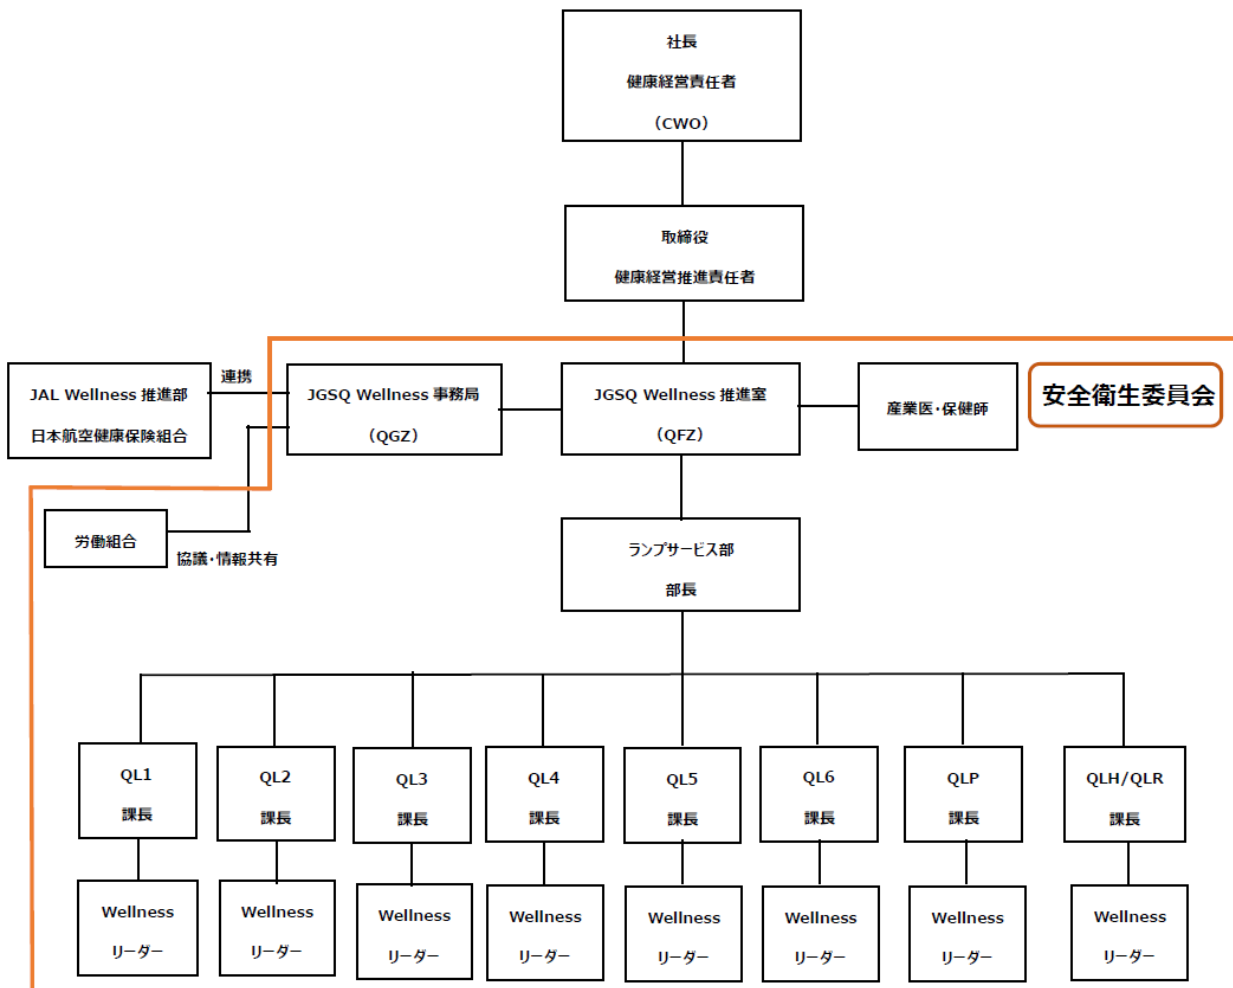 社長
健康経営責任者
（CWO）
取締役
健康経営推進責任者
JAL Wellness 推進部
日本航空健康保険組合
連携
JGSQ Wellness 事務局
（QGZ）
JGSQ Wellness 推進室
（QFZ）
産業医・保健師
安全衛生委員会
労働組合
協議・情報共有
ランプサービス部
部長
QL1
課長
QL2
課長
QL3
課長
QL4
課長
QL5
課長
QL6
課長
QLP
課長
QLH/QLR
課長
Wellness
リーダー
Wellness
リーダー
Wellness
リーダー
Wellness
リーダー
Wellness
リーダー
Wellness
リーダー
Wellness
リーダー
Wellness
リーダー